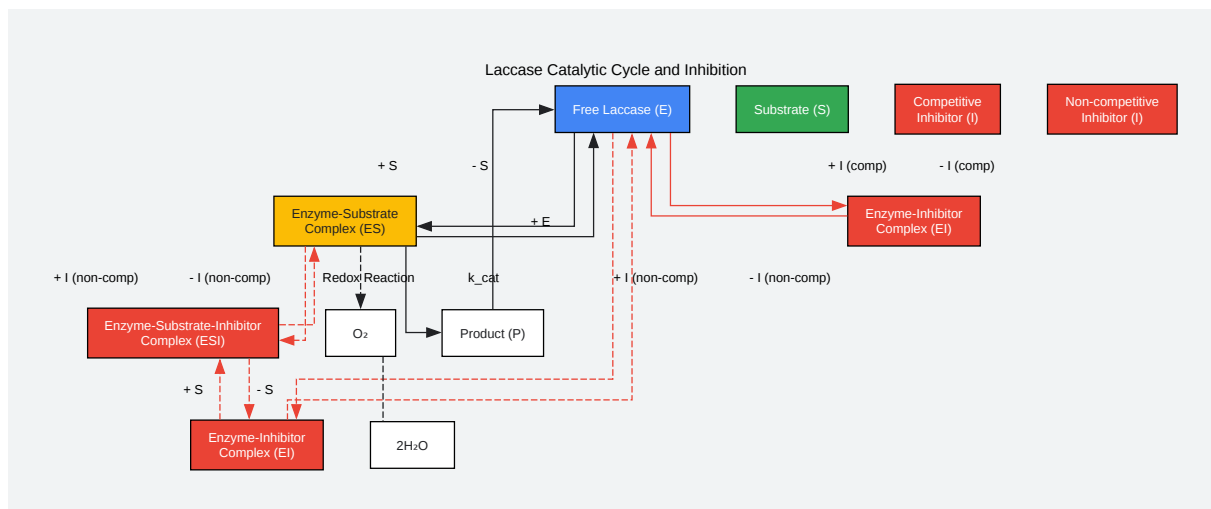 Laccase Catalytic Cycle and Inhibition
Free Laccase (E)
Substrate (S)
Competitive
Inhibitor (I)
Non-competitive
Inhibitor (I)
+ S
- S
+ I (comp)
- I (comp)
Enzyme-Substrate
Complex (ES)
+ E
Enzyme-Inhibitor
Complex (EI)
+ I (non-comp)
- I (non-comp)
Redox Reaction
k_cat
+ I (non-comp)
- I (non-comp)
Enzyme-Substrate-Inhibitor
Complex (ESI)
O₂
Product (P)
+ S
- S
Enzyme-Inhibitor
Complex (EI)
2H₂O